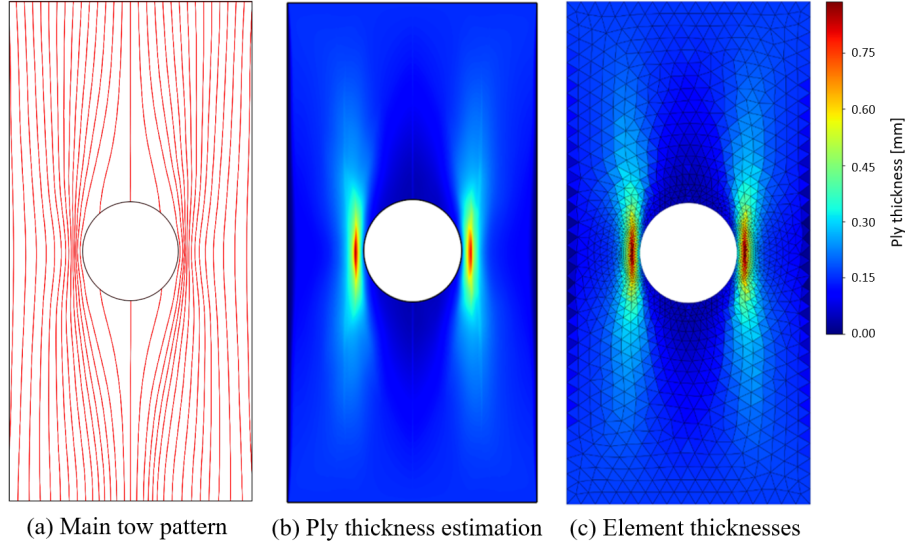 0.75
0.60
0.45
0.30
0.15
0.00
Ply thickness [mm]
(a) Main tow pattern
(b) Ply thickness estimation
(c) Element thicknesses